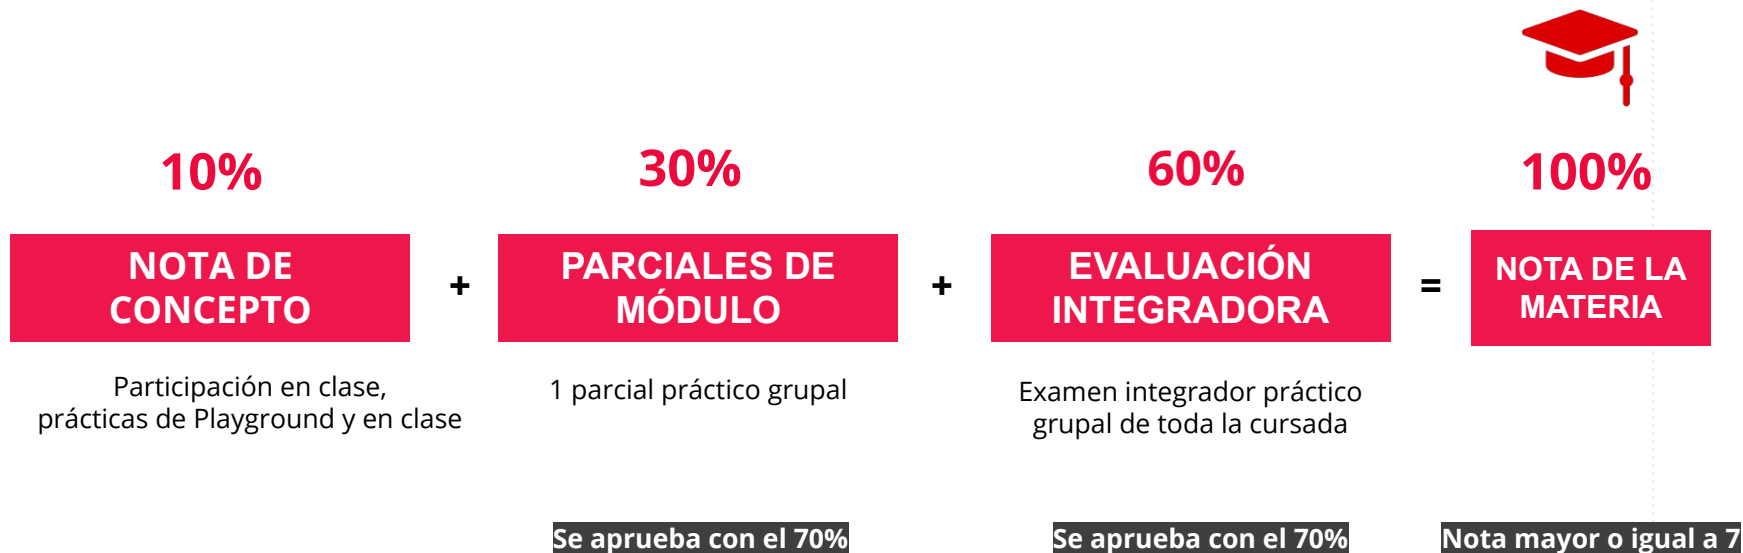 10%
30%
60%
100%
NOTA DE
CONCEPTO
+
PARCIALES DE
MÓDULO
+
EVALUACIÓN
INTEGRADORA
=
NOTA DE LA
MATERIA
Participación en clase,
prácticas de Playground y en clase
1 parcial práctico grupal
Examen integrador práctico
grupal de toda la cursada
Se aprueba con el 70%
Se aprueba con el 70%
Nota mayor o igual a 7